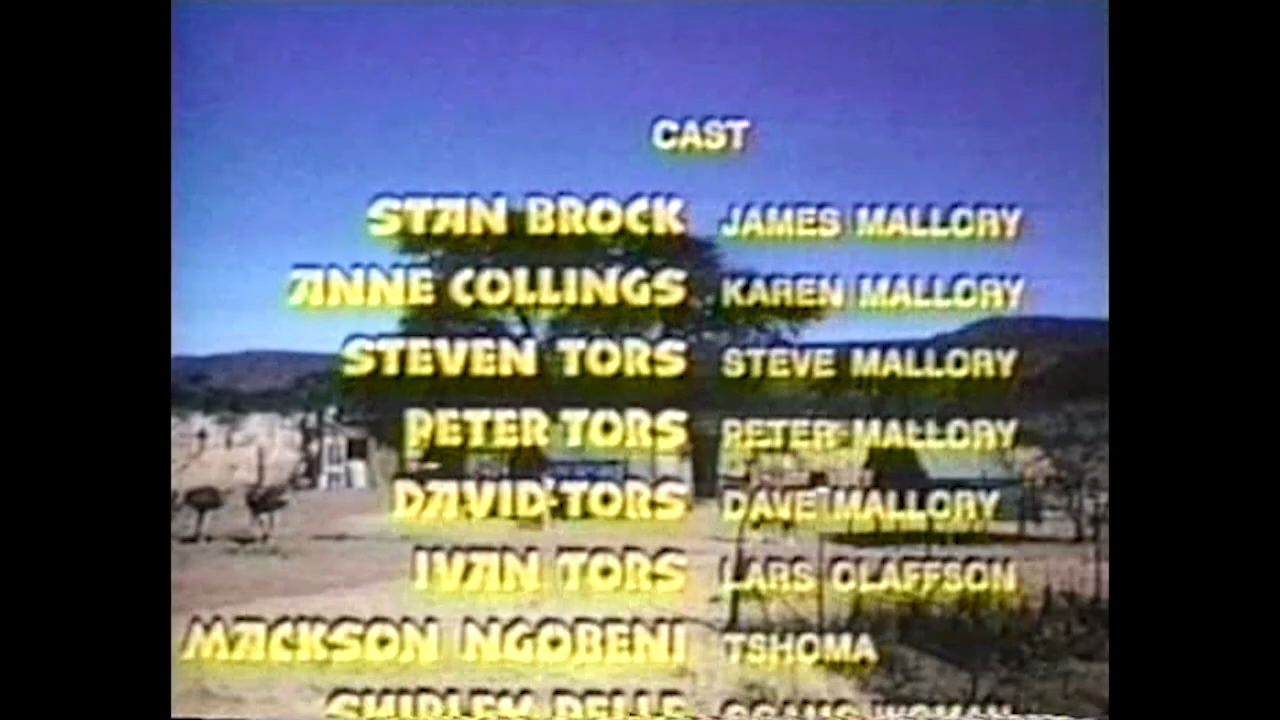 CAST
STAN BROCK JAMES MALLORY
ANNE COLLINGS KAREN MALLORY
STEVEN TORS STEVE MALLORY
PETER TORS PETER MALLORY
DAVID TORS DAVE MALLORY
IVAN TORS LARS OLAFFSON
MACKSON NGOBENI TSHOMA